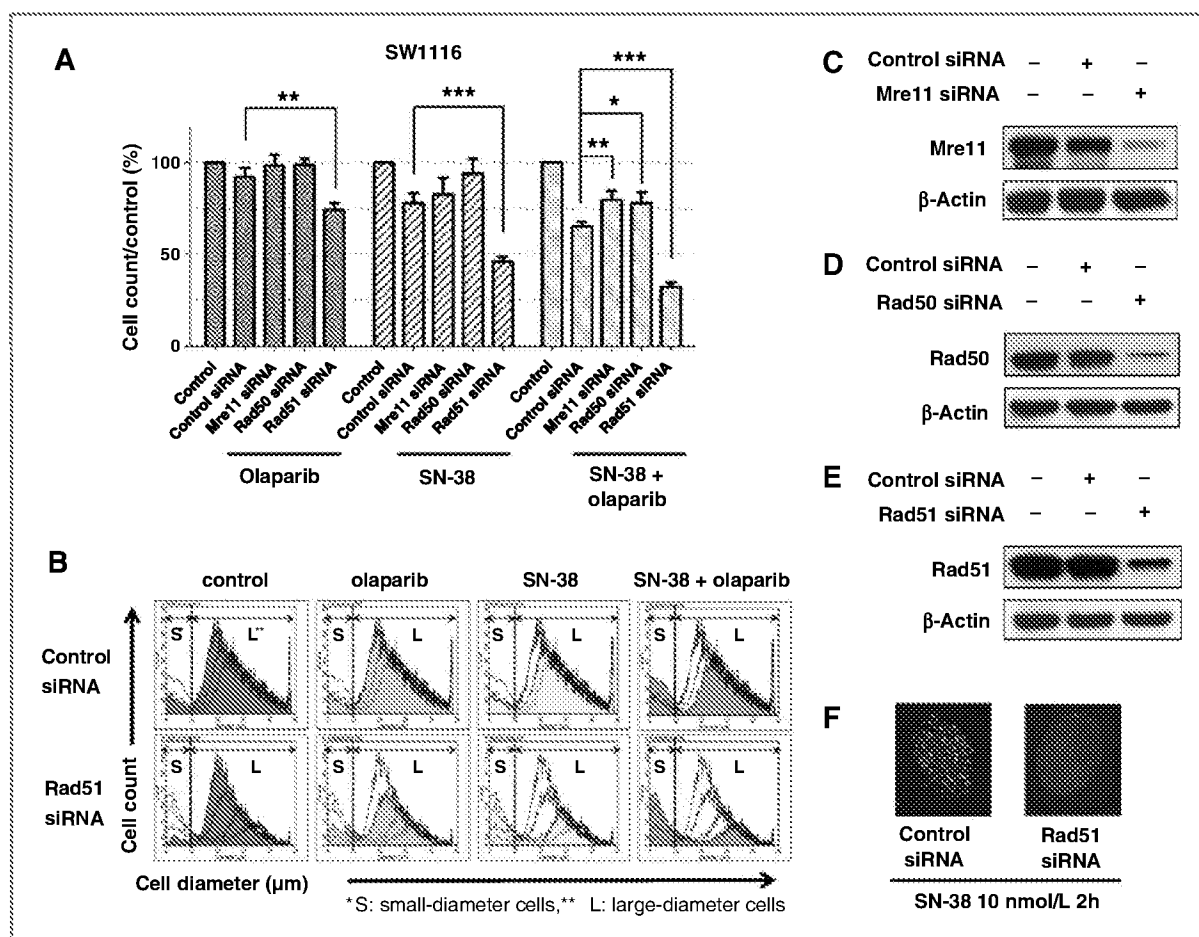 A
SW1116
** *** *** * **
Cell count/control (%)
100
50
0
Control
Control siRNA
Mre11 siRNA
Rad50 siRNA
Rad51 siRNA
Control
Control siRNA
Mre11 siRNA
Rad50 siRNA
Rad51 siRNA
Control
Control siRNA
Mre11 siRNA
Rad50 siRNA
Rad51 siRNA
Olaparib
SN-38
SN-38 +
olaparib
B
control olaparib SN-38 SN-38 + olaparib
Control
siRNA
S L**
S L
S L
S L
Rad51
siRNA
S L
S L
S L
S L
Cell count
Cell diameter (μm)
*S: small-diameter cells,** L: large-diameter cells
C
Control siRNA – + –
Mre11 siRNA – – +
Mre11
β-Actin
D
Control siRNA – + –
Rad50 siRNA – – +
Rad50
β-Actin
E
Control siRNA – + –
Rad51 siRNA – – +
Rad51
β-Actin
F
Control
siRNA
Rad51
siRNA
SN-38 10 nmol/L 2h